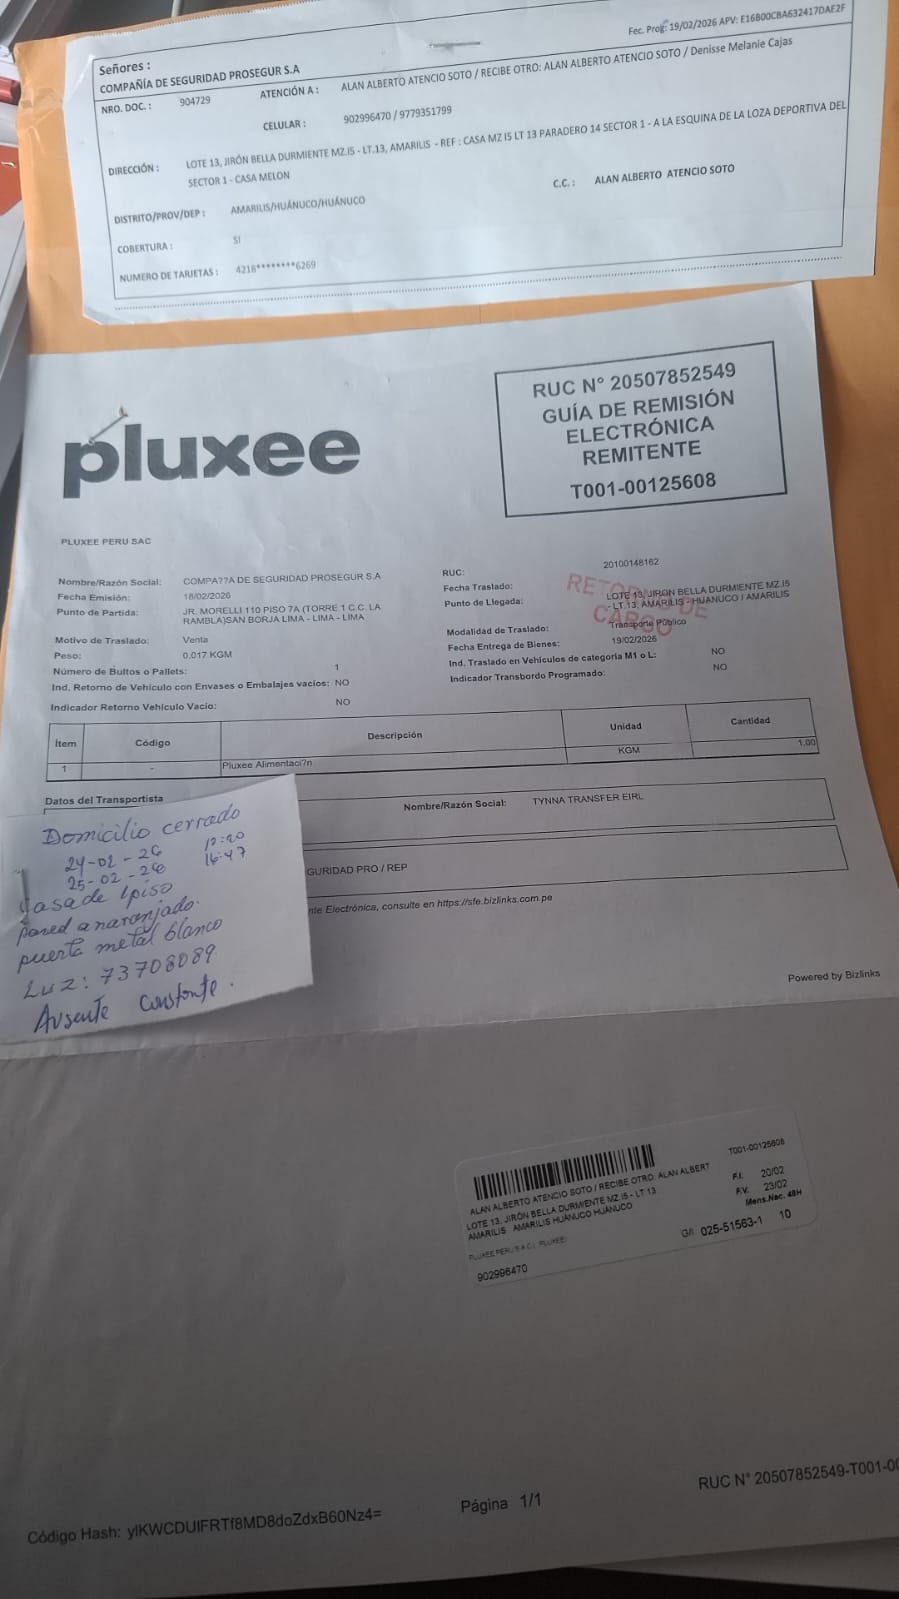 Fec. Prog: 19/02/2026 APV: E16B00CBA632417DAE2F
Señores :
COMPAÑÍA DE SEGURIDAD PROSEGUR S.A
NRO. DOC. : 904729 ATENCIÓN A : ALAN ALBERTO ATENCIO SOTO / RECIBE OTRO: ALAN ALBERTO ATENCIO SOTO / Denisse Melanie Cajas
CELULAR : 902996470 / 9779351799
DIRECCIÓN : LOTE 13, JIRÓN BELLA DURMIENTE MZ.I5 - LT.13, AMARILIS - REF : CASA MZ I5 LT 13 PARADERO 14 SECTOR 1 - A LA ESQUINA DE LA LOZA DEPORTIVA DEL
SECTOR 1 - CASA MELON
C.C. : ALAN ALBERTO ATENCIO SOTO
DISTRITO/PROV/DEP : AMARILIS/HUÁNUCO/HUÁNUCO
COBERTURA : SI
NUMERO DE TARJETAS : 4218********6269
pluxee
RUC N° 20507852549
GUÍA DE REMISIÓN
ELECTRÓNICA
REMITENTE
T001-00125608
PLUXEE PERU SAC
Nombre/Razón Social: COMPA??A DE SEGURIDAD PROSEGUR S.A
Fecha Emisión: 18/02/2026
Punto de Partida: JR. MORELLI 110 PISO 7A (TORRE 1 C.C. LA
RAMBLA)SAN BORJA LIMA - LIMA - LIMA
Motivo de Traslado: Venta
Peso: 0.017 KGM
Número de Bultos o Pallets: 1
Ind. Retorno de Vehículo con Envases o Embalajes vacíos: NO
Indicador Retorno Vehículo Vacío: NO
RUC: 20100148162
Fecha Traslado:
Punto de Llegada: LOTE 13, JIRON BELLA DURMIENTE MZ.I5
- LT.13, AMARILIS - HUANUCO / AMARILIS
RETORNO DE
CARGO
Modalidad de Traslado: Transporte Público
Fecha Entrega de Bienes: 19/02/2026
Ind. Traslado en Vehículos de categoría M1 o L: NO
Indicador Transbordo Programado: NO
Ítem Código Descripción Unidad Cantidad
1 - Pluxee Alimentaci?n KGM 1.00
Datos del Transportista
Nombre/Razón Social: TYNNA TRANSFER EIRL
GURIDAD PRO / REP
nte Electrónica, consulte en https://sfe.bizlinks.com.pe
Domicilio cerrado
24-02-26 12:20
25-02-26 16:47
Casa de 1 piso
pared anaranjado.
puerta metal blanco
Luz: 73708089
Ausente constante.
Powered by Bizlinks
T001-00125608
ALAN ALBERTO ATENCIO SOTO / RECIBE OTRO: ALAN ALBERT
LOTE 13, JIRÓN BELLA DURMIENTE MZ.I5 - LT 13
AMARILIS AMARILIS HUÁNUCO HUÁNUCO
F.I. 20/02
F.V. 23/02
Mens.Nac. 48H
G/I: 025-51563-1 10
902996470
Código Hash: ylKWCDUIFRTf8MD8doZdxB60Nz4=
Página 1/1
RUC N° 20507852549-T001-00